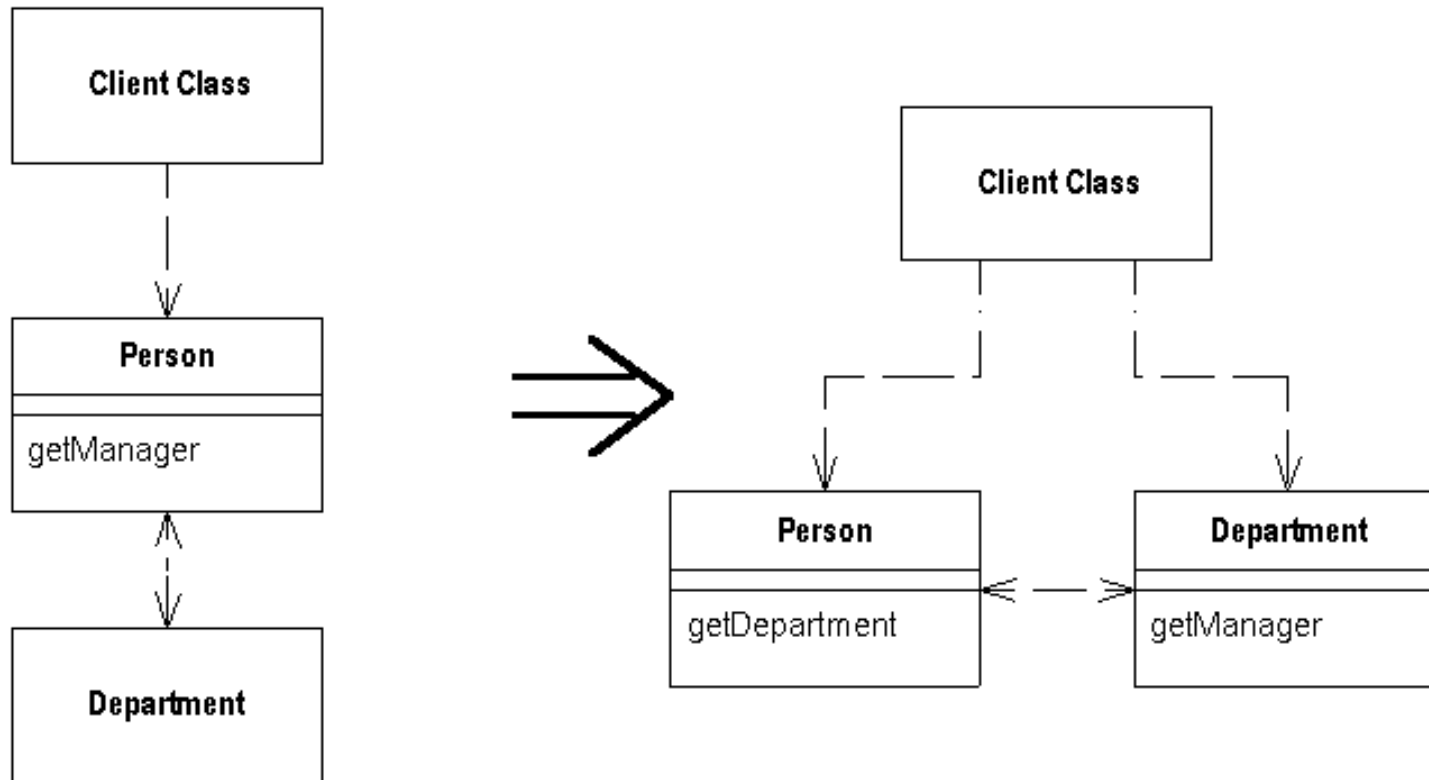 Client Class
Person
getManager
Department
Client Class
Person
getDepartment
Department
getManager